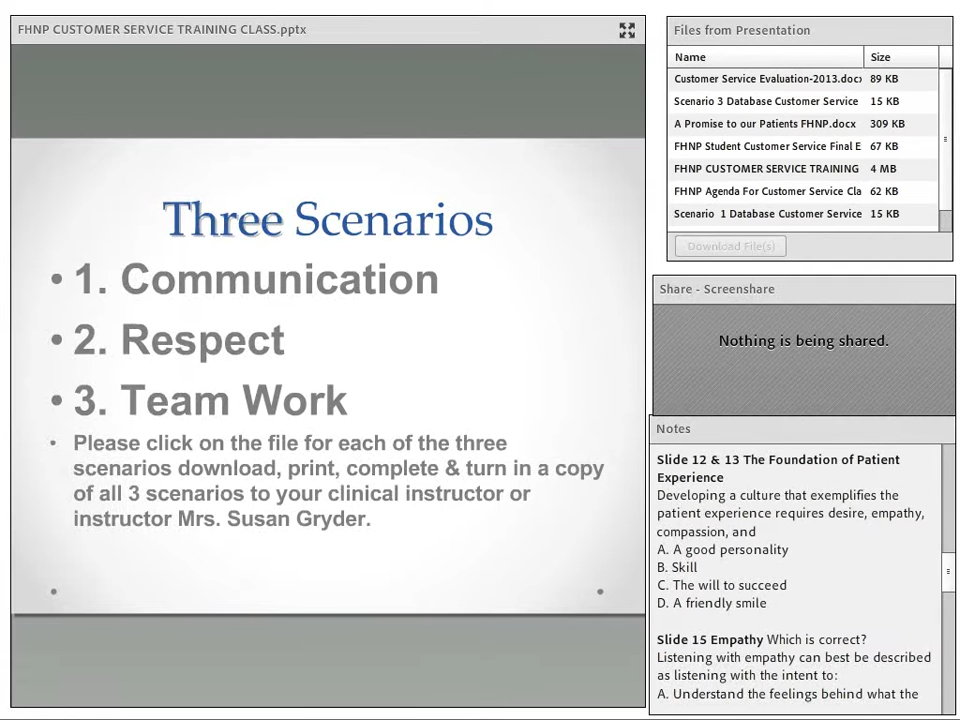 FHNP CUSTOMER SERVICE TRAINING CLASS.pptx
Three Scenarios
• 1. Communication
• 2. Respect
• 3. Team Work
• Please click on the file for each of the three
scenarios download, print, complete & turn in a copy
of all 3 scenarios to your clinical instructor or
instructor Mrs. Susan Gryder.
Files from Presentation
Name Size
Customer Service Evaluation-2013.docx 89 KB
Scenario 3 Database Customer Service 15 KB
A Promise to our Patients FHNP.docx 309 KB
FHNP Student Customer Service Final E 67 KB
FHNP CUSTOMER SERVICE TRAINING 4 MB
FHNP Agenda For Customer Service Cla 62 KB
Scenario 1 Database Customer Service 15 KB
Download File(s)
Share - Screenshare
Nothing is being shared.
Notes
Slide 12 & 13 The Foundation of Patient
Experience
Developing a culture that exemplifies the
patient experience requires desire, empathy,
compassion, and
A. A good personality
B. Skill
C. The will to succeed
D. A friendly smile
Slide 15 Empathy Which is correct?
Listening with empathy can best be described
as listening with the intent to:
A. Understand the feelings behind what the